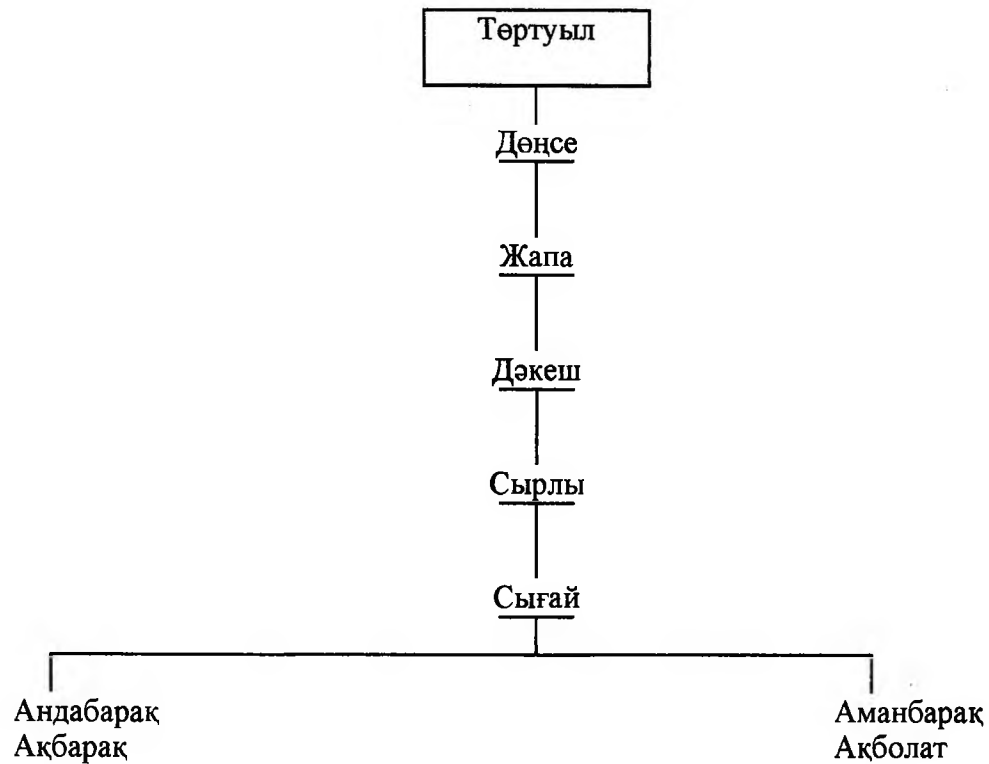 Төртуыл
Дөңсе
Жапа
Дәкеш
Сырлы
Сығай
Андабарақ
Ақбарақ
Аманбарақ
Ақболат